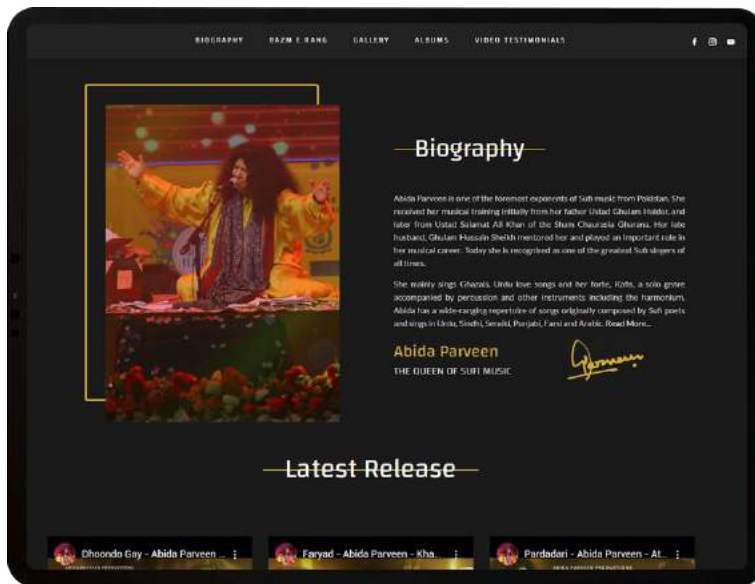 BIOGRAPHY BAZM E RANG GALLERY ALBUMS VIDEO TESTIMONIALS
Biography
Abida Parveen is one of the foremost exponents of Sufi music from Pakistan. She
received her musical training initially from her father Ustad Ghulam Haider, and
later from Ustad Salamat Ali Khan of the Sham Chaurasia Gharana. Her late
husband, Ghulam Hussain Sheikh mentored her and played an important role in
her musical career. Today she is recognized as one of the greatest Sufi singers of
all times.
She mainly sings Ghazals, Urdu love songs and her forte, Kafis, a solo genre
accompanied by percussion and other instruments including the harmonium.
Abida has a wide-ranging repertoire of songs originally composed by Sufi poets
and sings in Urdu, Sindhi, Seraiki, Punjabi, Farsi and Arabic. Read More...
Abida Parveen
THE QUEEN OF SUFI MUSIC
Parveen
Latest Release
Dhoondo Gay - Abida Parveen ...
Faryad - Abida Parveen - Kha...
Pardadari - Abida Parveen - At...